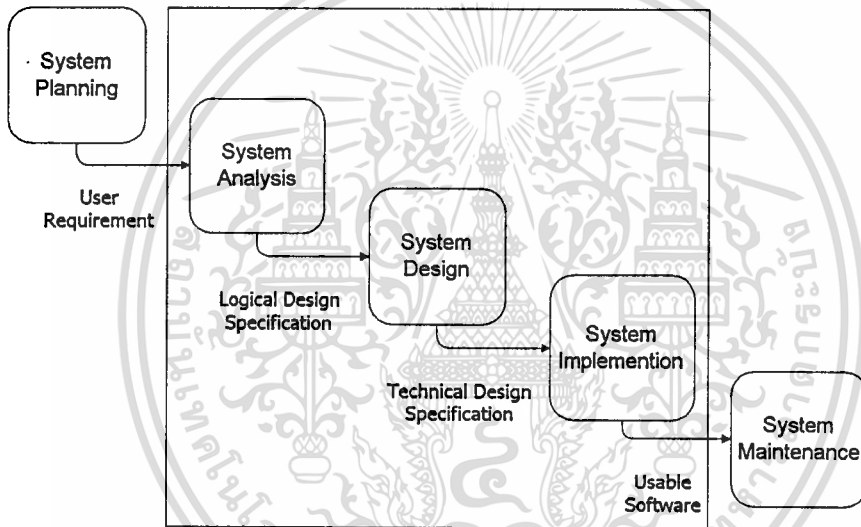 System
Planning
User
Requirement
System
Analysis
Logical Design
Specification
System
Design
Technical Design
Specification
System
Implemention
Usable
Software
System
Maintenance